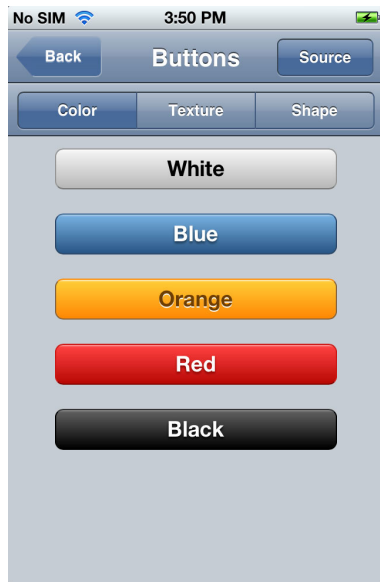 No SIM 3:50 PM
Back Buttons Source
Color Texture Shape
White
Blue
Orange
Red
Black